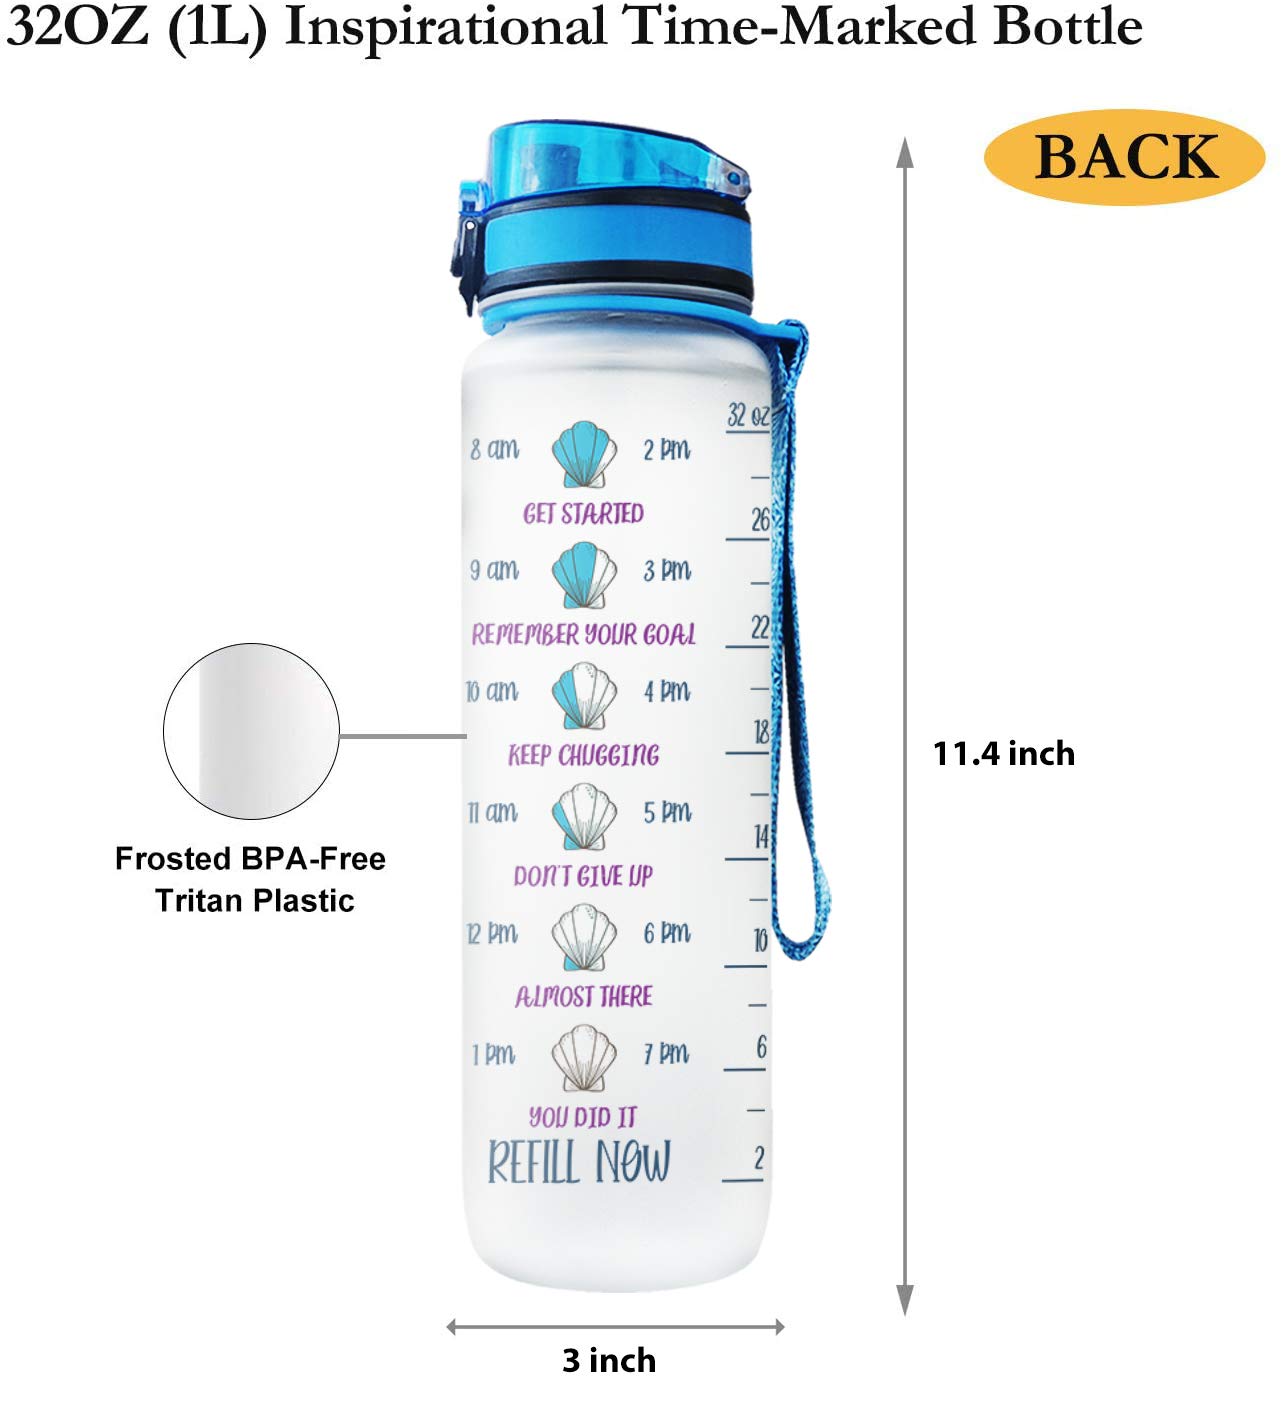 32OZ (1L) Inspirational Time-Marked Bottle
BACK
32 oz
8 am 2 pm
GET STARTED
26
9 am 3 pm
REMEMBER YOUR GOAL
22
10 am 4 pm
KEEP CHUGGING
18
11 am 5 pm
DON'T GIVE UP
14
12 pm 6 pm
ALMOST THERE
10
1 pm 7 pm
YOU DID IT
6
REFILL NOW
2
11.4 inch
Frosted BPA-Free
Tritan Plastic
3 inch